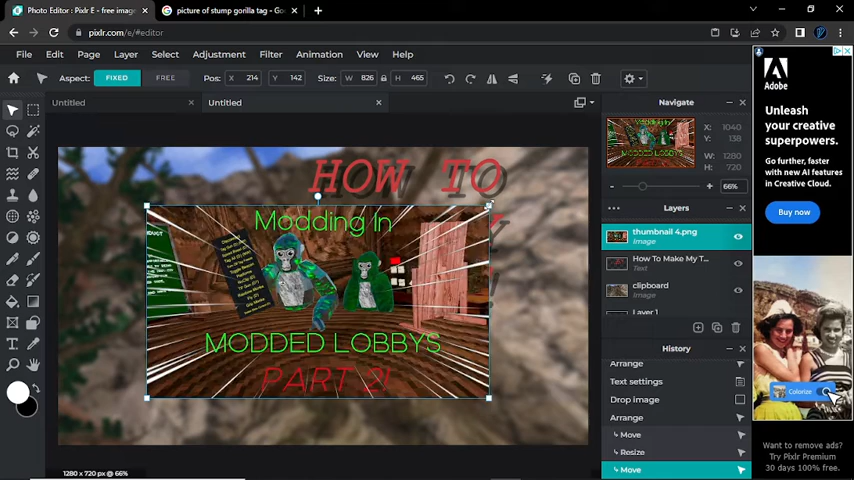 Photo Editor : Pixlr E - free imag
picture of stump gorilla tag - Go
pixlr.com/e/#editor
File Edit Page Layer Select Adjustment Filter Animation View Help
Aspect: FIXED FREE Pos: X 214 Y 142 Size: W 826 H 465
Untitled
Untitled
HOW TO
Modding In
MODDED LOBBYS
PART 2!
1280 x 720 px @ 66%
Navigate
X: 1040
Y: 138
W: 1280
H: 720
66%
Layers
thumbnail 4.png
Image
How To Make My T...
Text
clipboard
Image
Layer 1
History
Arrange
Text settings
Drop image
Arrange
Move
Resize
Move
Adobe
Unleash
your creative
superpowers.
Go further, faster
with new AI features
in Creative Cloud.
Buy now
Colorize
Want to remove ads?
Try Pixlr Premium
30 days 100% free.